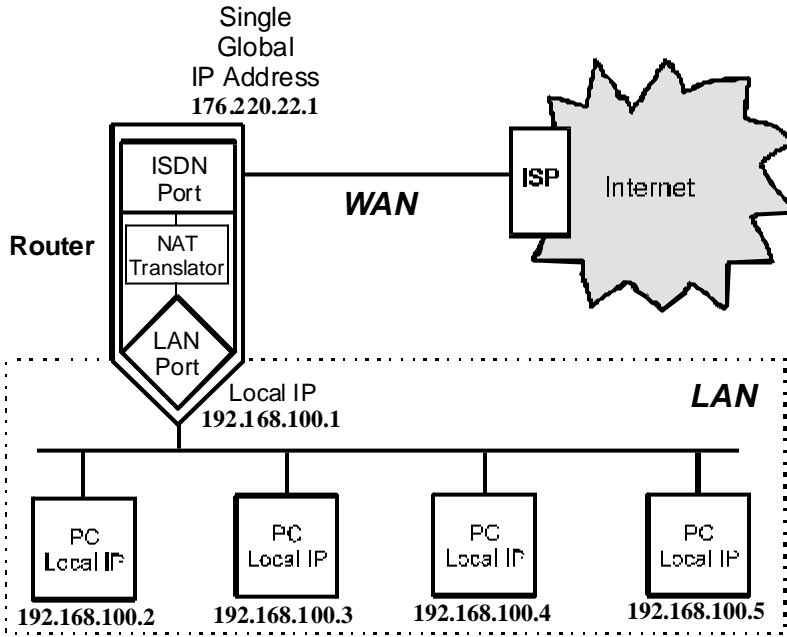 Single
Global
IP Address
176.220.22.1
ISDN
Port
WAN
ISP
Internet
Router
NAT
Translator
LAN
Port
Local IP
192.168.100.1
LAN
PC
Local IP
192.168.100.2
PC
Local IP
192.168.100.3
PC
Local IP
192.168.100.4
PC
Local IP
192.168.100.5